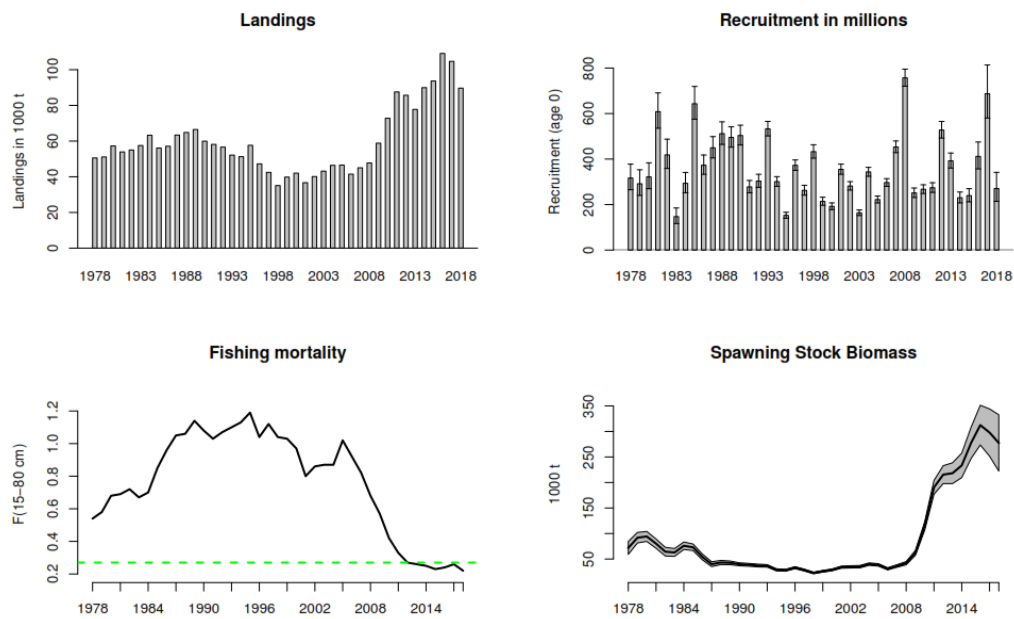 Landings
Landings in 1000 t
100
80
60
40
20
0
1978 1983 1988 1993 1998 2003 2008 2013 2018
Recruitment in millions
Recruitment (age 0)
800
600
400
200
0
1978 1983 1988 1993 1998 2003 2008 2013 2018
Fishing mortality
F(15–80 cm)
1.2
1.0
0.8
0.6
0.4
0.2
1978 1984 1990 1996 2002 2008 2014
Spawning Stock Biomass
1000 t
350
250
150
50
1978 1984 1990 1996 2002 2008 2014